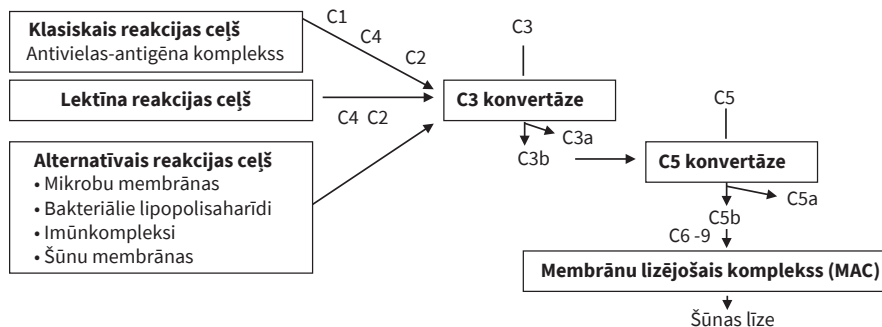 Klasiskais reakcijas ceļš
Antivielas-antigēna komplekss
C1
C4
C2
C3
Lektīna reakcijas ceļš
C4 C2
C3 konvertāze
C3a
C3b
C5
C5 konvertāze
C5a
C5b
C6 -9
Alternatīvais reakcijas ceļš
• Mikrobu membrānas
• Bakteriālie lipopolisaharīdi
• Imūnkompleksi
• Šūnu membrānas
Membrānu lizējošais komplekss (MAC)
Šūnas līze